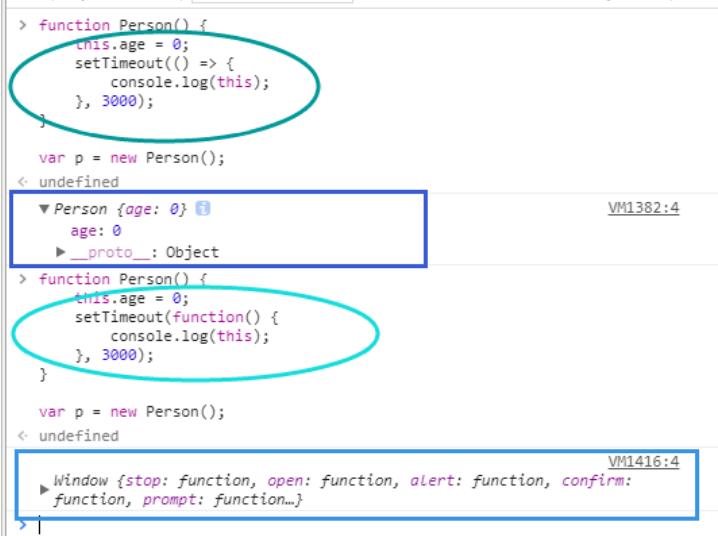 > function Person() {
this.age = 0;
setTimeout(() => {
console.log(this);
}, 3000);
}
var p = new Person();
<· undefined
▼Person {age: 0} i VM1382:4
age: 0
▶__proto__: Object
> function Person() {
this.age = 0;
setTimeout(function() {
console.log(this);
}, 3000);
}
var p = new Person();
<· undefined
VM1416:4
▶Window {stop: function, open: function, alert: function, confirm:
function, prompt: function…}
>